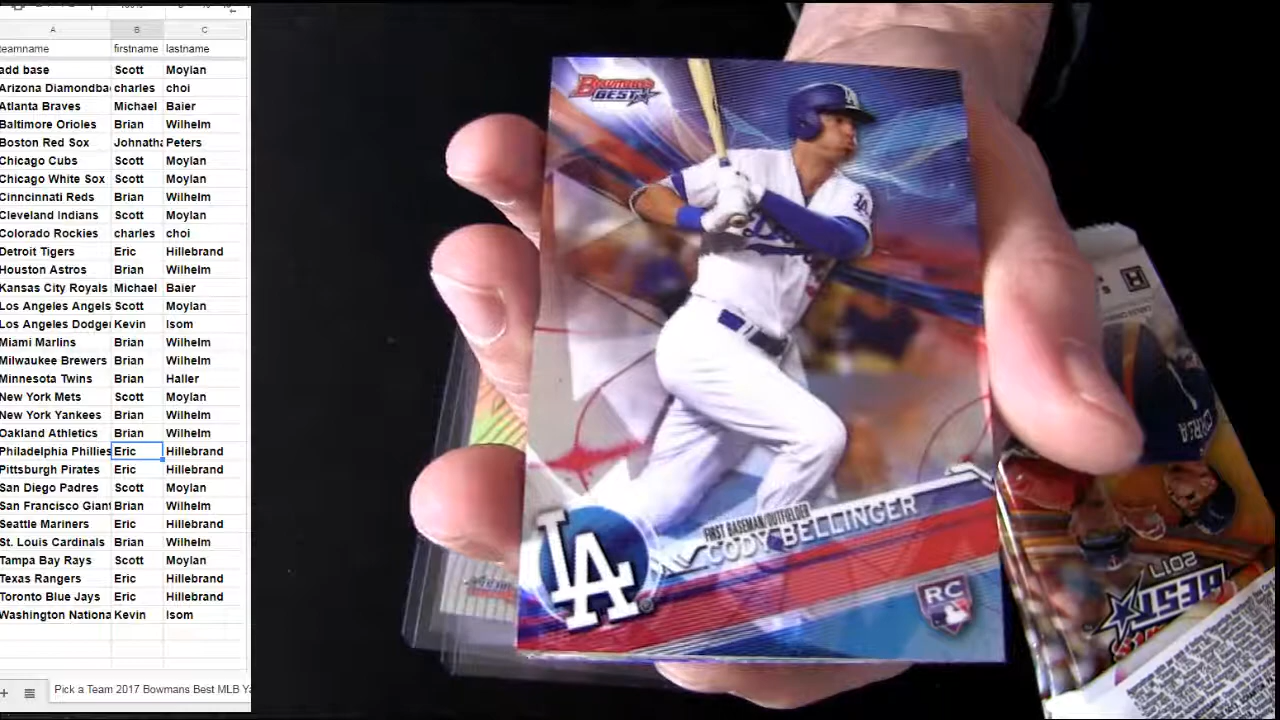 A B C
teamname firstname lastname
add base Scott Moylan
Arizona Diamondba charles choi
Atlanta Braves Michael Baier
Baltimore Orioles Brian Wilhelm
Boston Red Sox Johnatha Peters
Chicago Cubs Scott Moylan
Chicago White Sox Scott Moylan
Cinncinnati Reds Brian Wilhelm
Cleveland Indians Scott Moylan
Colorado Rockies charles choi
Detroit Tigers Eric Hillebrand
Houston Astros Brian Wilhelm
Kansas City Royals Michael Baier
Los Angeles Angels Scott Moylan
Los Angeles Dodger Kevin Isom
Miami Marlins Brian Wilhelm
Milwaukee Brewers Brian Wilhelm
Minnesota Twins Brian Haller
New York Mets Scott Moylan
New York Yankees Brian Wilhelm
Oakland Athletics Brian Wilhelm
Philadelphia Phillies Eric Hillebrand
Pittsburgh Pirates Eric Hillebrand
San Diego Padres Scott Moylan
San Francisco Giant Brian Wilhelm
Seattle Mariners Eric Hillebrand
St. Louis Cardinals Brian Wilhelm
Tampa Bay Rays Scott Moylan
Texas Rangers Eric Hillebrand
Toronto Blue Jays Eric Hillebrand
Washington Nationa Kevin Isom
Pick a Team 2017 Bowmans Best MLB Ya
BOWMAN'S
BEST
LA
FIRST BASEMAN/OUTFIELDER
CODY BELLINGER
LA
RC
2017
BEST